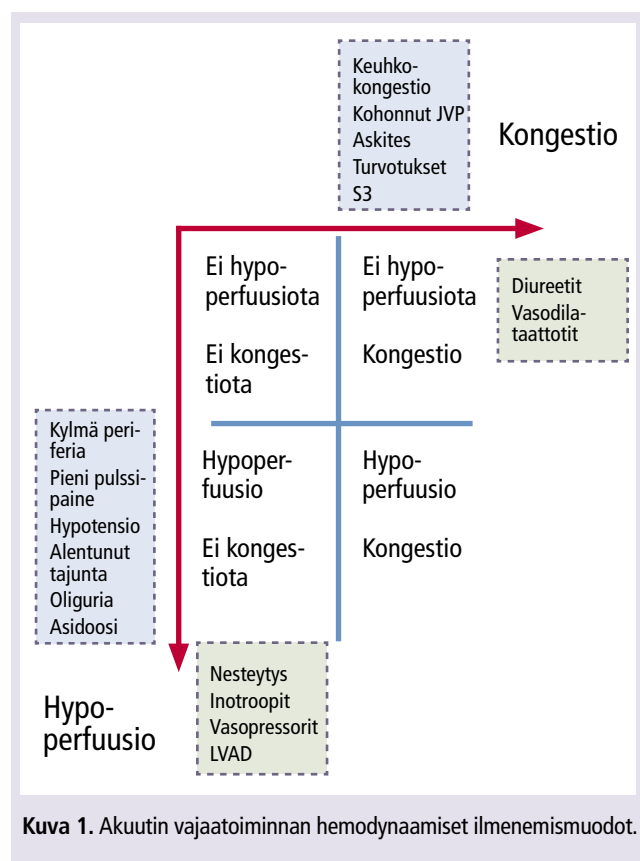 Keuhko-
kongestio
Kohonnut JVP
Askites
Turvotukset
S3
Kongestio
Ei hypo-
perfuusiota
Ei konges-
tiota
Ei hypo-
perfuusiota
Kongestio
Diureetit
Vasodila-
taattotit
Kylmä peri-
feria
Pieni pulssi-
paine
Hypotensio
Alentunut
tajunta
Oliguria
Asidoosi
Hypoper-
fuusio
Ei konges-
tiota
Hypo-
perfuusio
Kongestio
Hypo-
perfuusio
Nesteytys
Inotroopit
Vasopressorit
LVAD
Kuva 1. Akuutin vajaatoiminnan hemodynaamiset ilmenemismuodot.